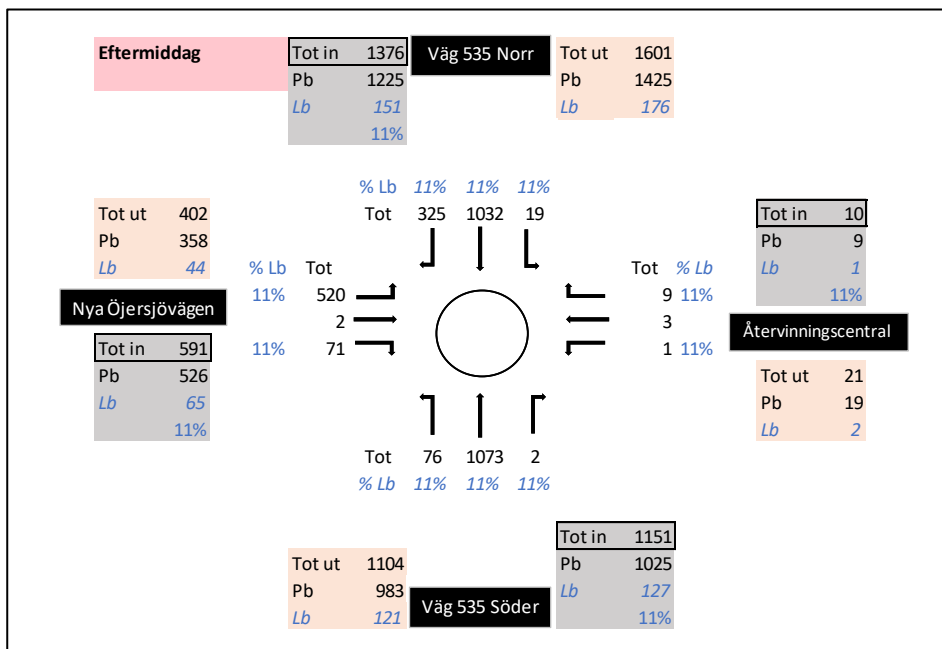 Eftermiddag
Tot in 1376
Pb 1225
Lb 151
11%
Väg 535 Norr
Tot ut 1601
Pb 1425
Lb 176
% Lb 11% 11% 11%
Tot 325 1032 19
Tot ut 402
Pb 358
Lb 44
Nya Öjersjövägen
Tot in 591
Pb 526
Lb 65
11%
% Lb Tot
11% 520
2
11% 71
Tot % Lb
9 11%
3
1 11%
Tot in 10
Pb 9
Lb 1
11%
Återvinningscentral
Tot ut 21
Pb 19
Lb 2
Tot 76 1073 2
% Lb 11% 11% 11%
Tot ut 1104
Pb 983
Lb 121
Väg 535 Söder
Tot in 1151
Pb 1025
Lb 127
11%